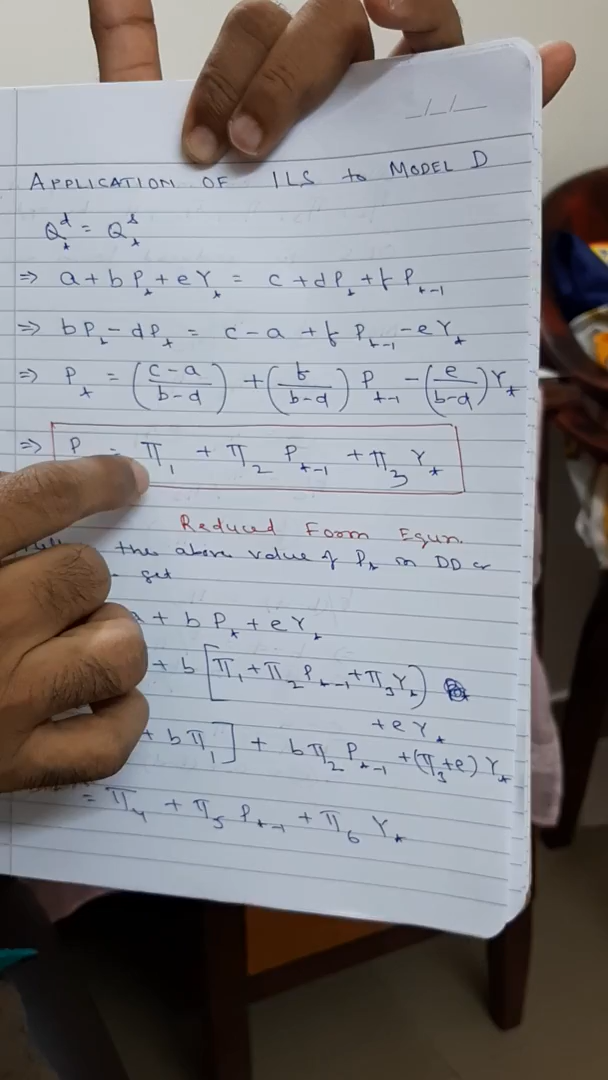 __/__/__
APPLICATION OF ILS to MODEL D
Q^d_t = Q^s_t
⇒ a + b P_t + e Y_t = c + d P_t + f P_{t-1}
⇒ b P_t - d P_t = c - a + f P_{t-1} - e Y_t
⇒ P_t = ((c-a)/(b-d)) + (f/(b-d)) P_{t-1} - (e/(b-d)) Y_t
⇒ P = π_1 + π_2 P_{t-1} + π_3 Y_t
Reduced Form Equn.
the above value of P_t in DD or
get
+ b P_t + e Y_t
+ b [π_1 + π_2 P_{t-1} + π_3 Y_t)
+ e Y_t
+ b π_1] + b π_2 P_{t-1} + (π_3 + e) Y_t
= π_4 + π_5 P_{t-1} + π_6 Y_t